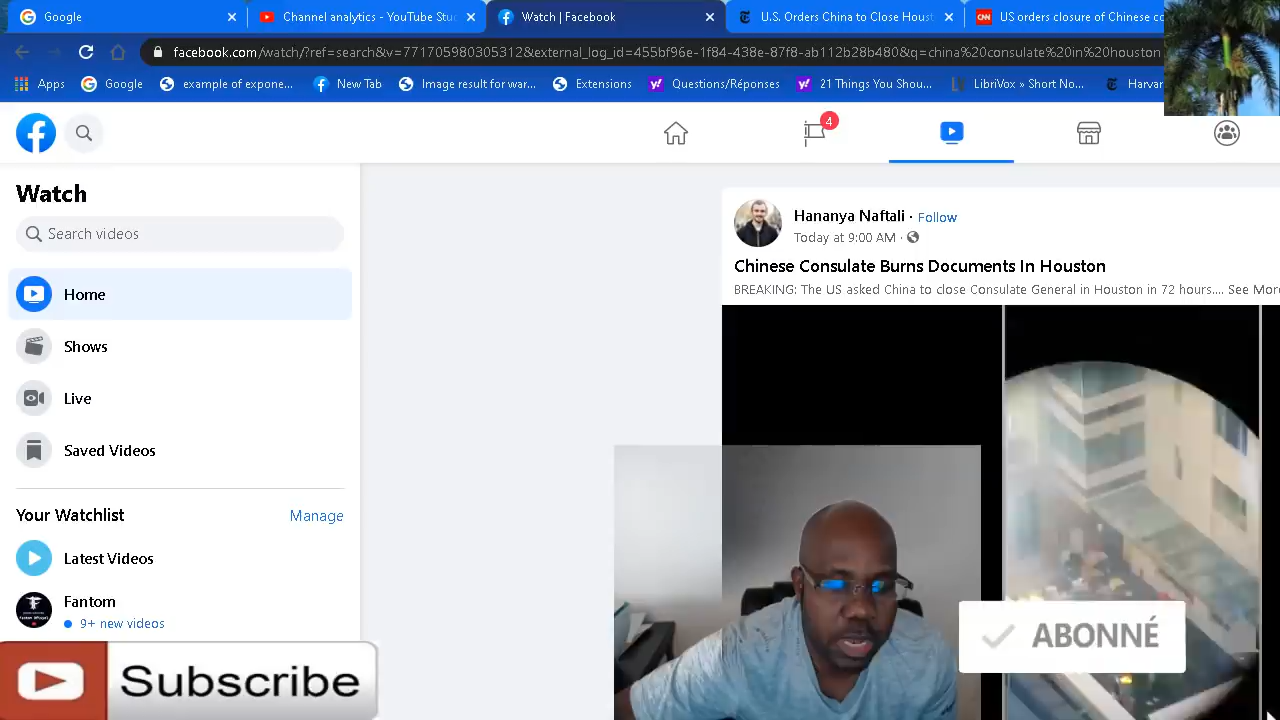 Google
Channel analytics - YouTube Stu
Watch | Facebook
U.S. Orders China to Close Houst
CNN US orders closure of Chinese co
facebook.com/watch/?ref=search&v=771705980305312&external_log_id=455bf96e-1f84-438e-87f8-ab112b28b480&q=china%20consulate%20in%20houston
Apps Google example of expone... New Tab Image result for war... Extensions Questions/Réponses 21 Things You Shou... LibriVox » Short No... Harvar
4
Watch
Search videos
Home
Shows
Live
Saved Videos
Your Watchlist Manage
Latest Videos
Fantom
9+ new videos
Subscribe
Hananya Naftali · Follow
Today at 9:00 AM ·
Chinese Consulate Burns Documents In Houston
BREAKING: The US asked China to close Consulate General in Houston in 72 hours.... See More
ABONNÉ